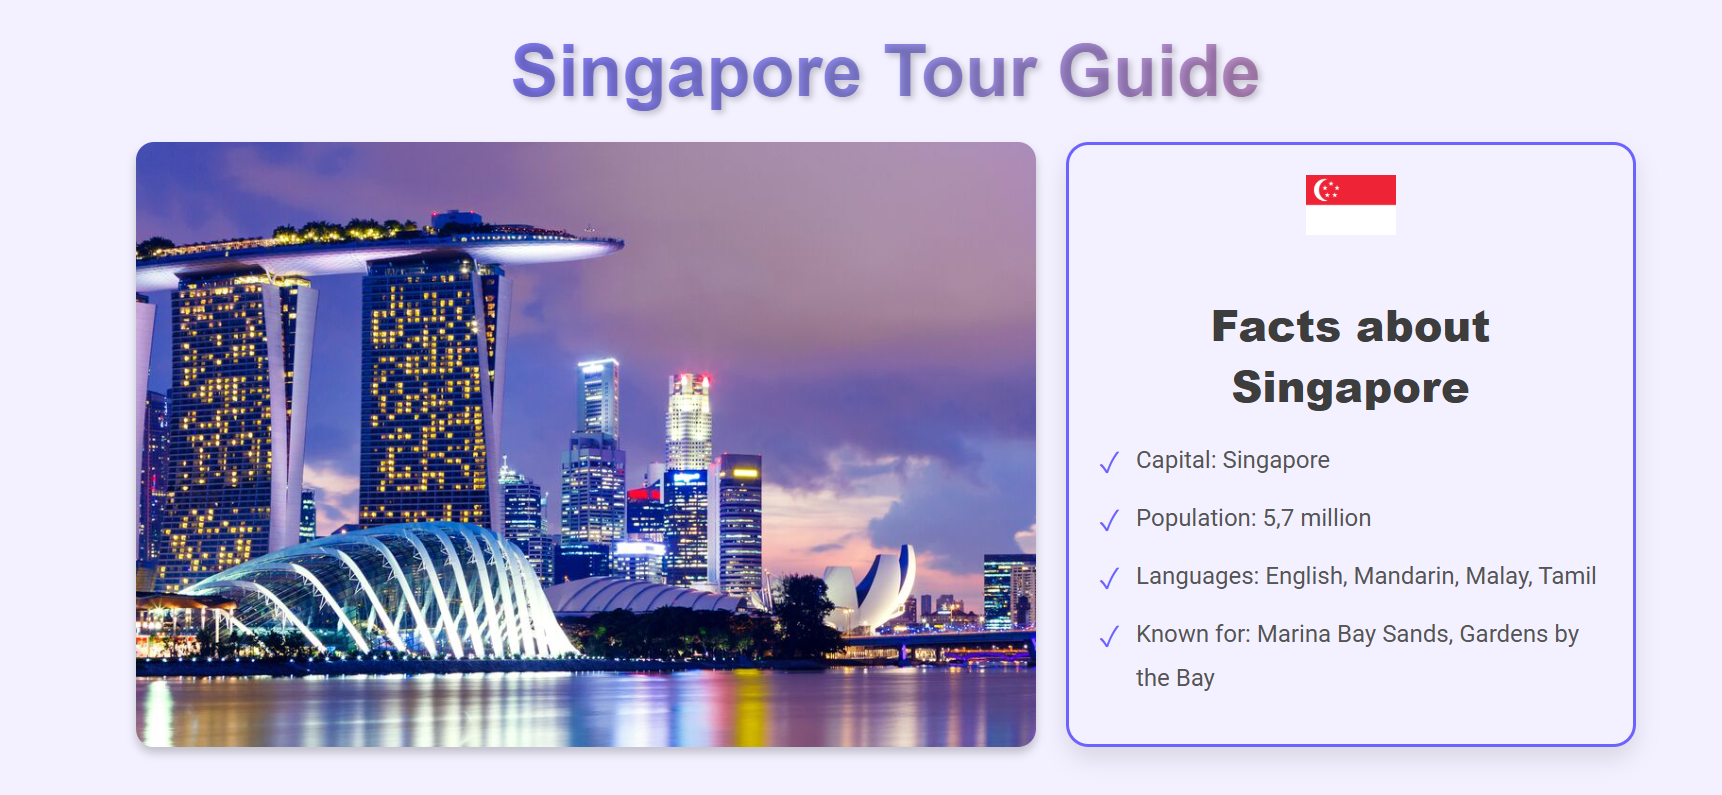 Singapore Tour Guide
Facts about
Singapore
Capital: Singapore
Population: 5,7 million
Languages: English, Mandarin, Malay, Tamil
Known for: Marina Bay Sands, Gardens by
the Bay